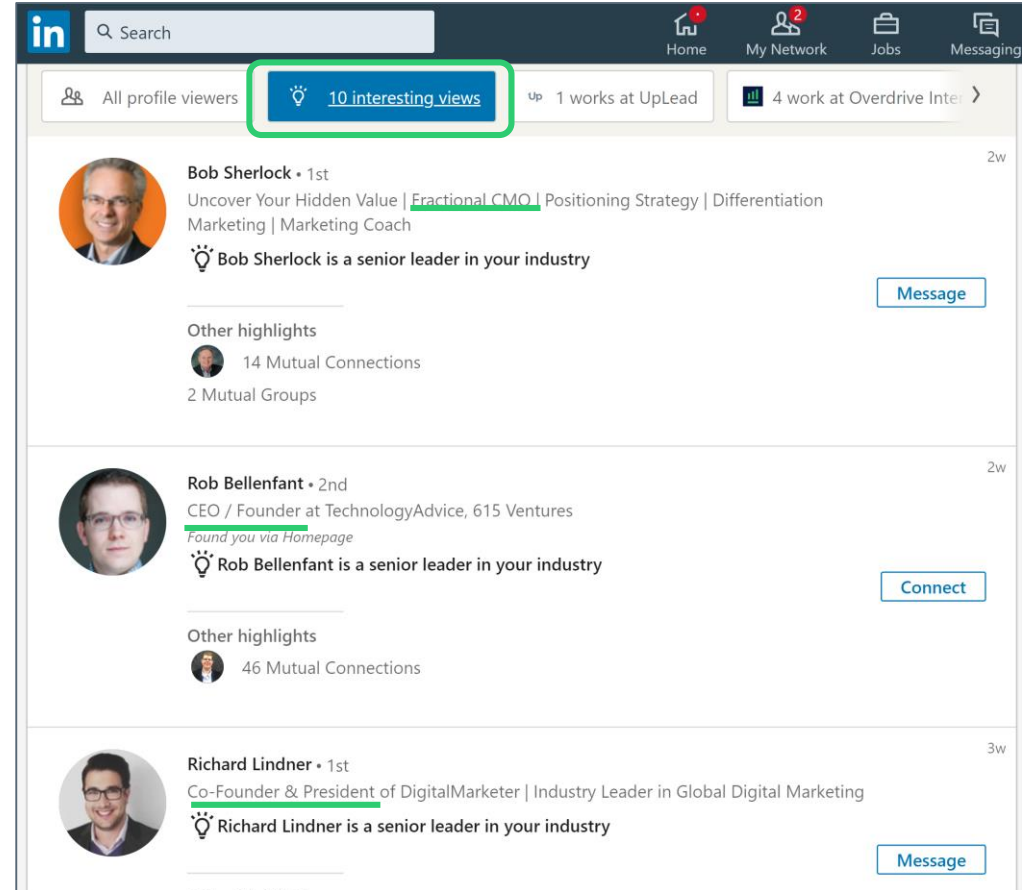 in
Search
Home
2
My Network
Jobs
Messaging
All profile viewers
10 interesting views
Up 1 works at UpLead
4 work at Overdrive Inter
2w
Bob Sherlock • 1st
Uncover Your Hidden Value | Fractional CMO | Positioning Strategy | Differentiation
Marketing | Marketing Coach
Bob Sherlock is a senior leader in your industry
Message
Other highlights
14 Mutual Connections
2 Mutual Groups
2w
Rob Bellenfant • 2nd
CEO / Founder at TechnologyAdvice, 615 Ventures
Found you via Homepage
Rob Bellenfant is a senior leader in your industry
Connect
Other highlights
46 Mutual Connections
3w
Richard Lindner • 1st
Co-Founder & President of DigitalMarketer | Industry Leader in Global Digital Marketing
Richard Lindner is a senior leader in your industry
Message